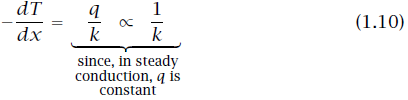 −dT/dx = q/k ∝ 1/k (1.10)
since, in steady
conduction, q is
constant